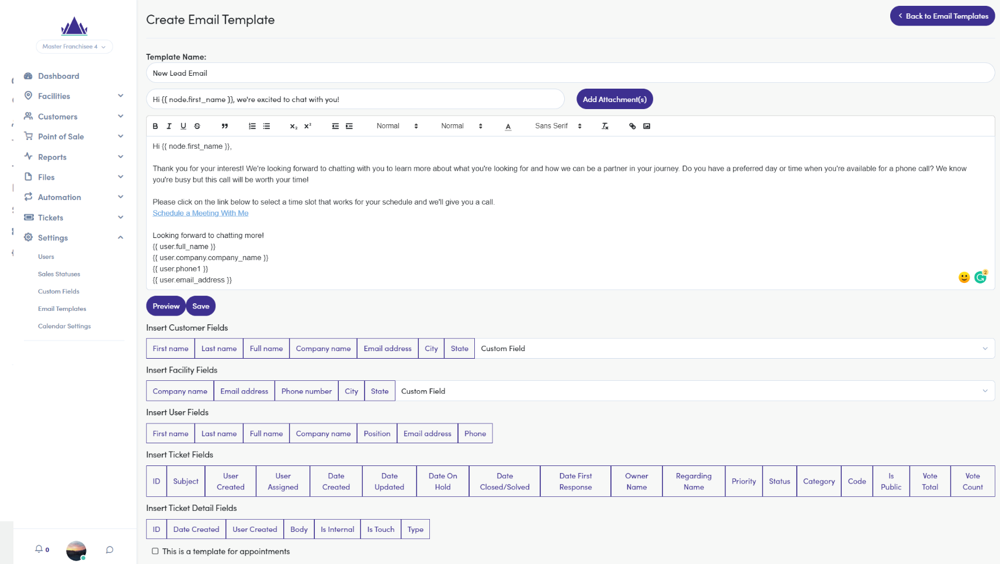 Master Franchisee 4
Dashboard
Facilities
Customers
Point of Sale
Reports
Files
Automation
Tickets
Settings
Users
Sales Statuses
Custom Fields
Email Templates
Calendar Settings
0
Create Email Template
Back to Email Templates
Template Name:
New Lead Email
Hi {{ node.first_name }}, we're excited to chat with you!
Add Attachment(s)
B I U S Normal Normal A Sans Serif
Hi {{ node.first_name }},
Thank you for your interest! We're looking forward to chatting with you to learn more about what you're looking for and how we can be a partner in your journey. Do you have a preferred day or time when you're available for a phone call? We know
you're busy but this call will be worth your time!
Please click on the link below to select a time slot that works for your schedule and we'll give you a call.
Schedule a Meeting With Me
Looking forward to chatting more!
{{ user.full_name }}
{{ user.company.company_name }}
{{ user.phone1 }}
{{ user.email_address }}
2
Preview Save
Insert Customer Fields
First name Last name Full name Company name Email address City State Custom Field
Insert Facility Fields
Company name Email address Phone number City State Custom Field
Insert User Fields
First name Last name Full name Company name Position Email address Phone
Insert Ticket Fields
ID Subject User Created User Assigned Date Created Date Updated Date On Hold Date Closed/Solved Date First Response Owner Name Regarding Name Priority Status Category Code Is Public Vote Total Vote Count
Insert Ticket Detail Fields
ID Date Created User Created Body Is Internal Is Touch Type
This is a template for appointments